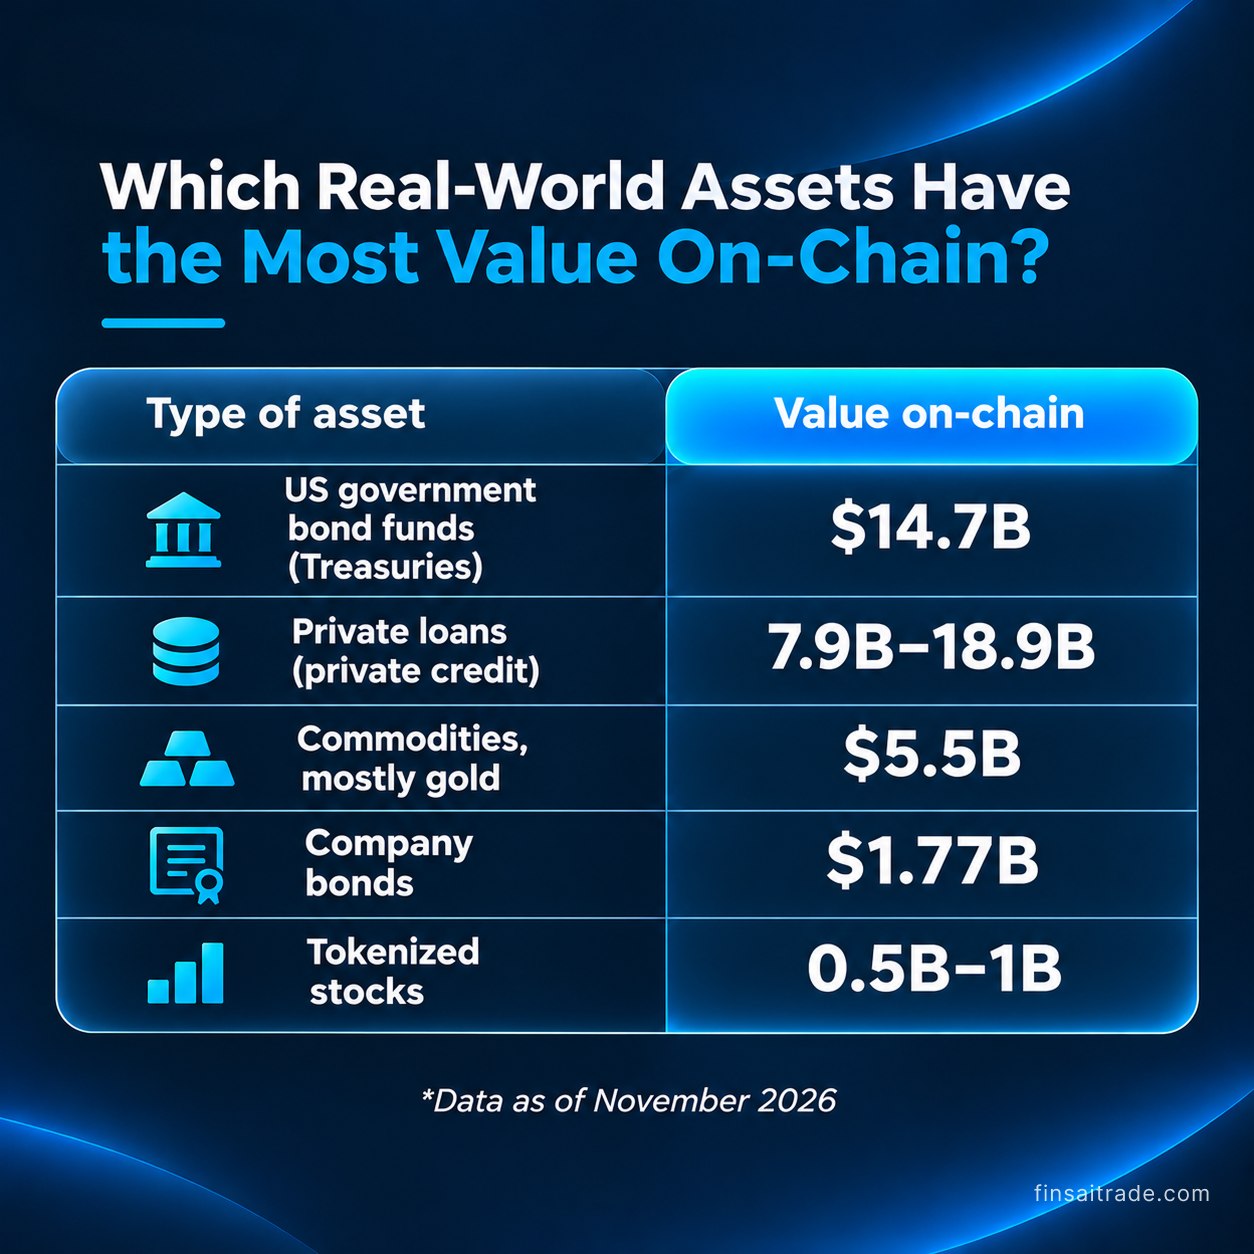 Which Real-World Assets Have
the Most Value On-Chain?
Type of asset
Value on-chain
US government
bond funds
(Treasuries)
$14.7B
Private loans
(private credit)
7.9B–18.9B
Commodities,
mostly gold
$5.5B
Company
bonds
$1.77B
Tokenized
stocks
0.5B–1B
*Data as of November 2026
finsaitrade.com